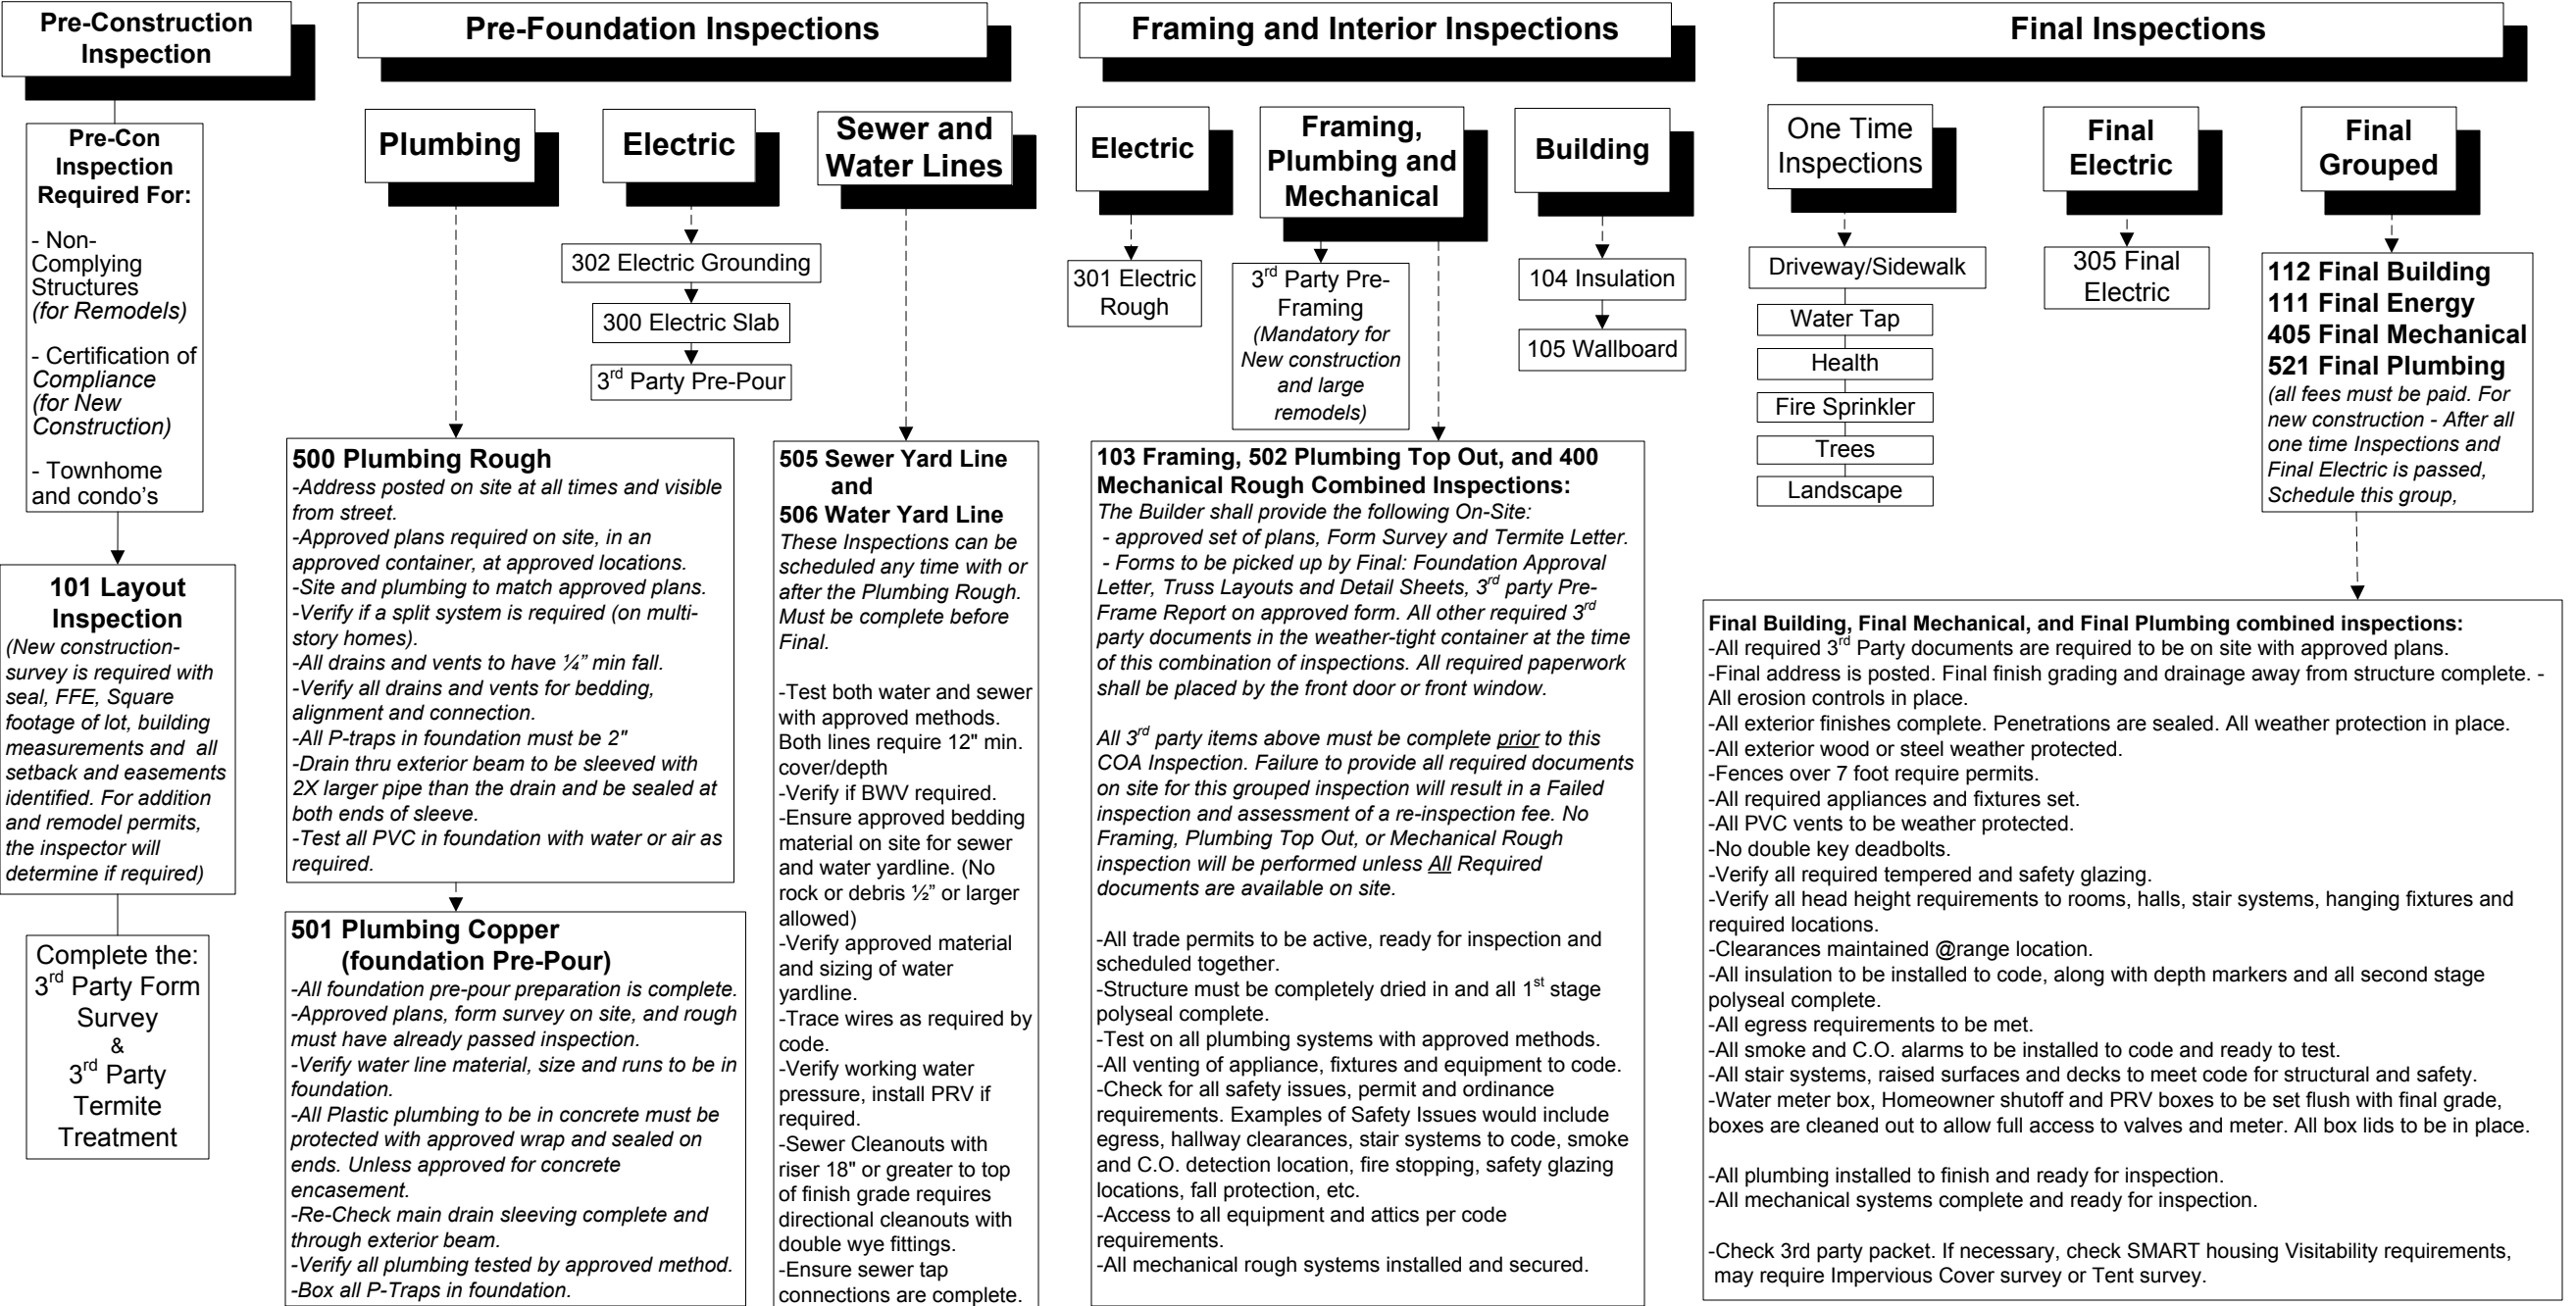 Pre-Construction
Inspection
Pre-Con
Inspection
Required For:
- Non-
Complying
Structures
(for Remodels)
- Certification of
Compliance
(for New
Construction)
- Townhome
and condo’s
101 Layout
Inspection
(New construction-
survey is required with
seal, FFE, Square
footage of lot, building
measurements and all
setback and easements
identified. For addition
and remodel permits,
the inspector will
determine if required)
Complete the:
3rd Party Form
Survey
&
3rd Party
Termite
Treatment
Pre-Foundation Inspections
Plumbing
500 Plumbing Rough
-Address posted on site at all times and visible
from street.
-Approved plans required on site, in an
approved container, at approved locations.
-Site and plumbing to match approved plans.
-Verify if a split system is required (on multi-
story homes).
-All drains and vents to have ¼” min fall.
-Verify all drains and vents for bedding,
alignment and connection.
-All P-traps in foundation must be 2"
-Drain thru exterior beam to be sleeved with
2X larger pipe than the drain and be sealed at
both ends of sleeve.
-Test all PVC in foundation with water or air as
required.
501 Plumbing Copper
(foundation Pre-Pour)
-All foundation pre-pour preparation is complete.
-Approved plans, form survey on site, and rough
must have already passed inspection.
-Verify water line material, size and runs to be in
foundation.
-All Plastic plumbing to be in concrete must be
protected with approved wrap and sealed on
ends. Unless approved for concrete
encasement.
-Re-Check main drain sleeving complete and
through exterior beam.
-Verify all plumbing tested by approved method.
-Box all P-Traps in foundation.
Electric
302 Electric Grounding
300 Electric Slab
3rd Party Pre-Pour
Sewer and
Water Lines
505 Sewer Yard Line
and
506 Water Yard Line
These Inspections can be
scheduled any time with or
after the Plumbing Rough.
Must be complete before
Final.
-Test both water and sewer
with approved methods.
Both lines require 12" min.
cover/depth
-Verify if BWV required.
-Ensure approved bedding
material on site for sewer
and water yardline. (No
rock or debris ½” or larger
allowed)
-Verify approved material
and sizing of water
yardline.
-Trace wires as required by
code.
-Verify working water
pressure, install PRV if
required.
-Sewer Cleanouts with
riser 18" or greater to top
of finish grade requires
directional cleanouts with
double wye fittings.
-Ensure sewer tap
connections are complete.
Framing and Interior Inspections
Electric
301 Electric
Rough
Framing,
Plumbing and
Mechanical
3rd Party Pre-
Framing
(Mandatory for
New construction
and large
remodels)
Building
104 Insulation
105 Wallboard
103 Framing, 502 Plumbing Top Out, and 400
Mechanical Rough Combined Inspections:
The Builder shall provide the following On-Site:
- approved set of plans, Form Survey and Termite Letter.
- Forms to be picked up by Final: Foundation Approval
Letter, Truss Layouts and Detail Sheets, 3rd party Pre-
Frame Report on approved form. All other required 3rd
party documents in the weather-tight container at the time
of this combination of inspections. All required paperwork
shall be placed by the front door or front window.
All 3rd party items above must be complete prior to this
COA Inspection. Failure to provide all required documents
on site for this grouped inspection will result in a Failed
inspection and assessment of a re-inspection fee. No
Framing, Plumbing Top Out, or Mechanical Rough
inspection will be performed unless All Required
documents are available on site.
-All trade permits to be active, ready for inspection and
scheduled together.
-Structure must be completely dried in and all 1st stage
polyseal complete.
-Test on all plumbing systems with approved methods.
-All venting of appliance, fixtures and equipment to code.
-Check for all safety issues, permit and ordinance
requirements. Examples of Safety Issues would include
egress, hallway clearances, stair systems to code, smoke
and C.O. detection location, fire stopping, safety glazing
locations, fall protection, etc.
-Access to all equipment and attics per code
requirements.
-All mechanical rough systems installed and secured.
Final Inspections
One Time
Inspections
Driveway/Sidewalk
Water Tap
Health
Fire Sprinkler
Trees
Landscape
Final
Electric
305 Final
Electric
Final
Grouped
112 Final Building
111 Final Energy
405 Final Mechanical
521 Final Plumbing
(all fees must be paid. For
new construction - After all
one time Inspections and
Final Electric is passed,
Schedule this group,
Final Building, Final Mechanical, and Final Plumbing combined inspections:
-All required 3rd Party documents are required to be on site with approved plans.
-Final address is posted. Final finish grading and drainage away from structure complete. -
All erosion controls in place.
-All exterior finishes complete. Penetrations are sealed. All weather protection in place.
-All exterior wood or steel weather protected.
-Fences over 7 foot require permits.
-All required appliances and fixtures set.
-All PVC vents to be weather protected.
-No double key deadbolts.
-Verify all required tempered and safety glazing.
-Verify all head height requirements to rooms, halls, stair systems, hanging fixtures and
required locations.
-Clearances maintained @range location.
-All insulation to be installed to code, along with depth markers and all second stage
polyseal complete.
-All egress requirements to be met.
-All smoke and C.O. alarms to be installed to code and ready to test.
-All stair systems, raised surfaces and decks to meet code for structural and safety.
-Water meter box, Homeowner shutoff and PRV boxes to be set flush with final grade,
boxes are cleaned out to allow full access to valves and meter. All box lids to be in place.
-All plumbing installed to finish and ready for inspection.
-All mechanical systems complete and ready for inspection.
-Check 3rd party packet. If necessary, check SMART housing Visitability requirements,
may require Impervious Cover survey or Tent survey.